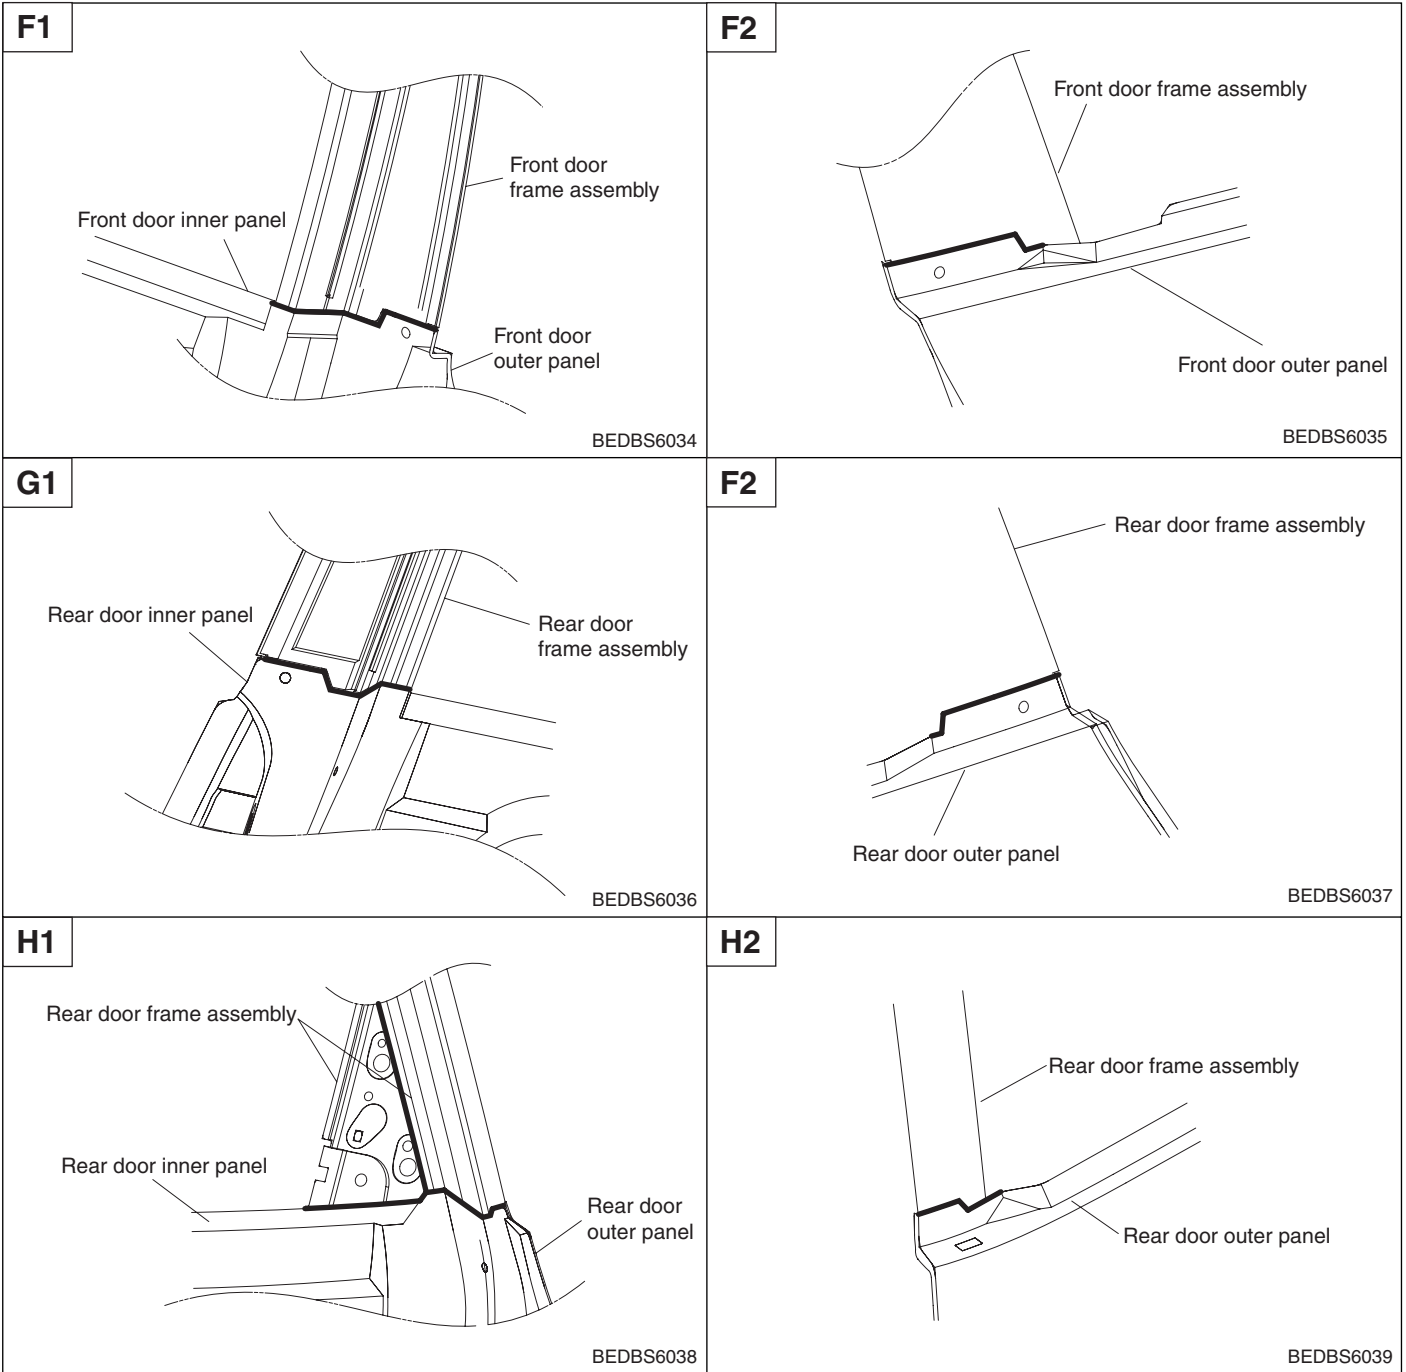 F1
Front door
frame assembly
Front door inner panel
Front door
outer panel
BEDBS6034
F2
Front door frame assembly
Front door outer panel
BEDBS6035
G1
Rear door inner panel
Rear door
frame assembly
BEDBS6036
F2
Rear door frame assembly
Rear door outer panel
BEDBS6037
H1
Rear door frame assembly
Rear door inner panel
Rear door
outer panel
BEDBS6038
H2
Rear door frame assembly
Rear door outer panel
BEDBS6039